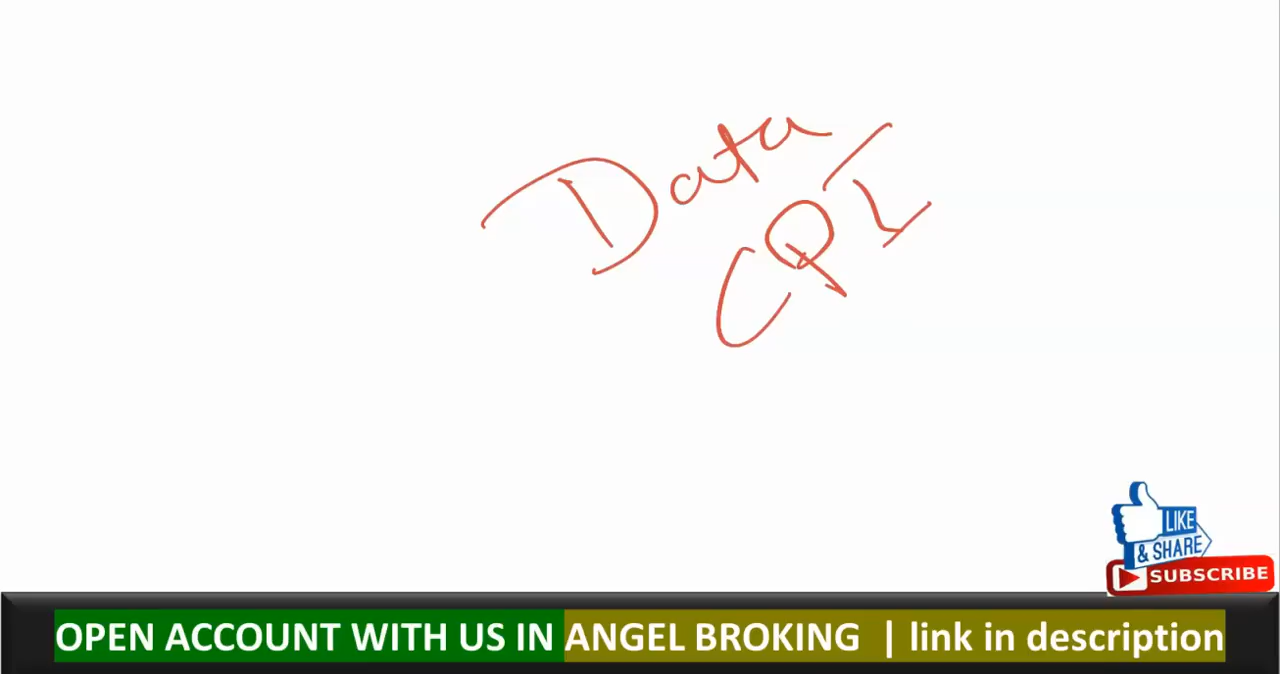 Data
CPI
LIKE
& SHARE
SUBSCRIBE
OPEN ACCOUNT WITH US IN ANGEL BROKING | link in description